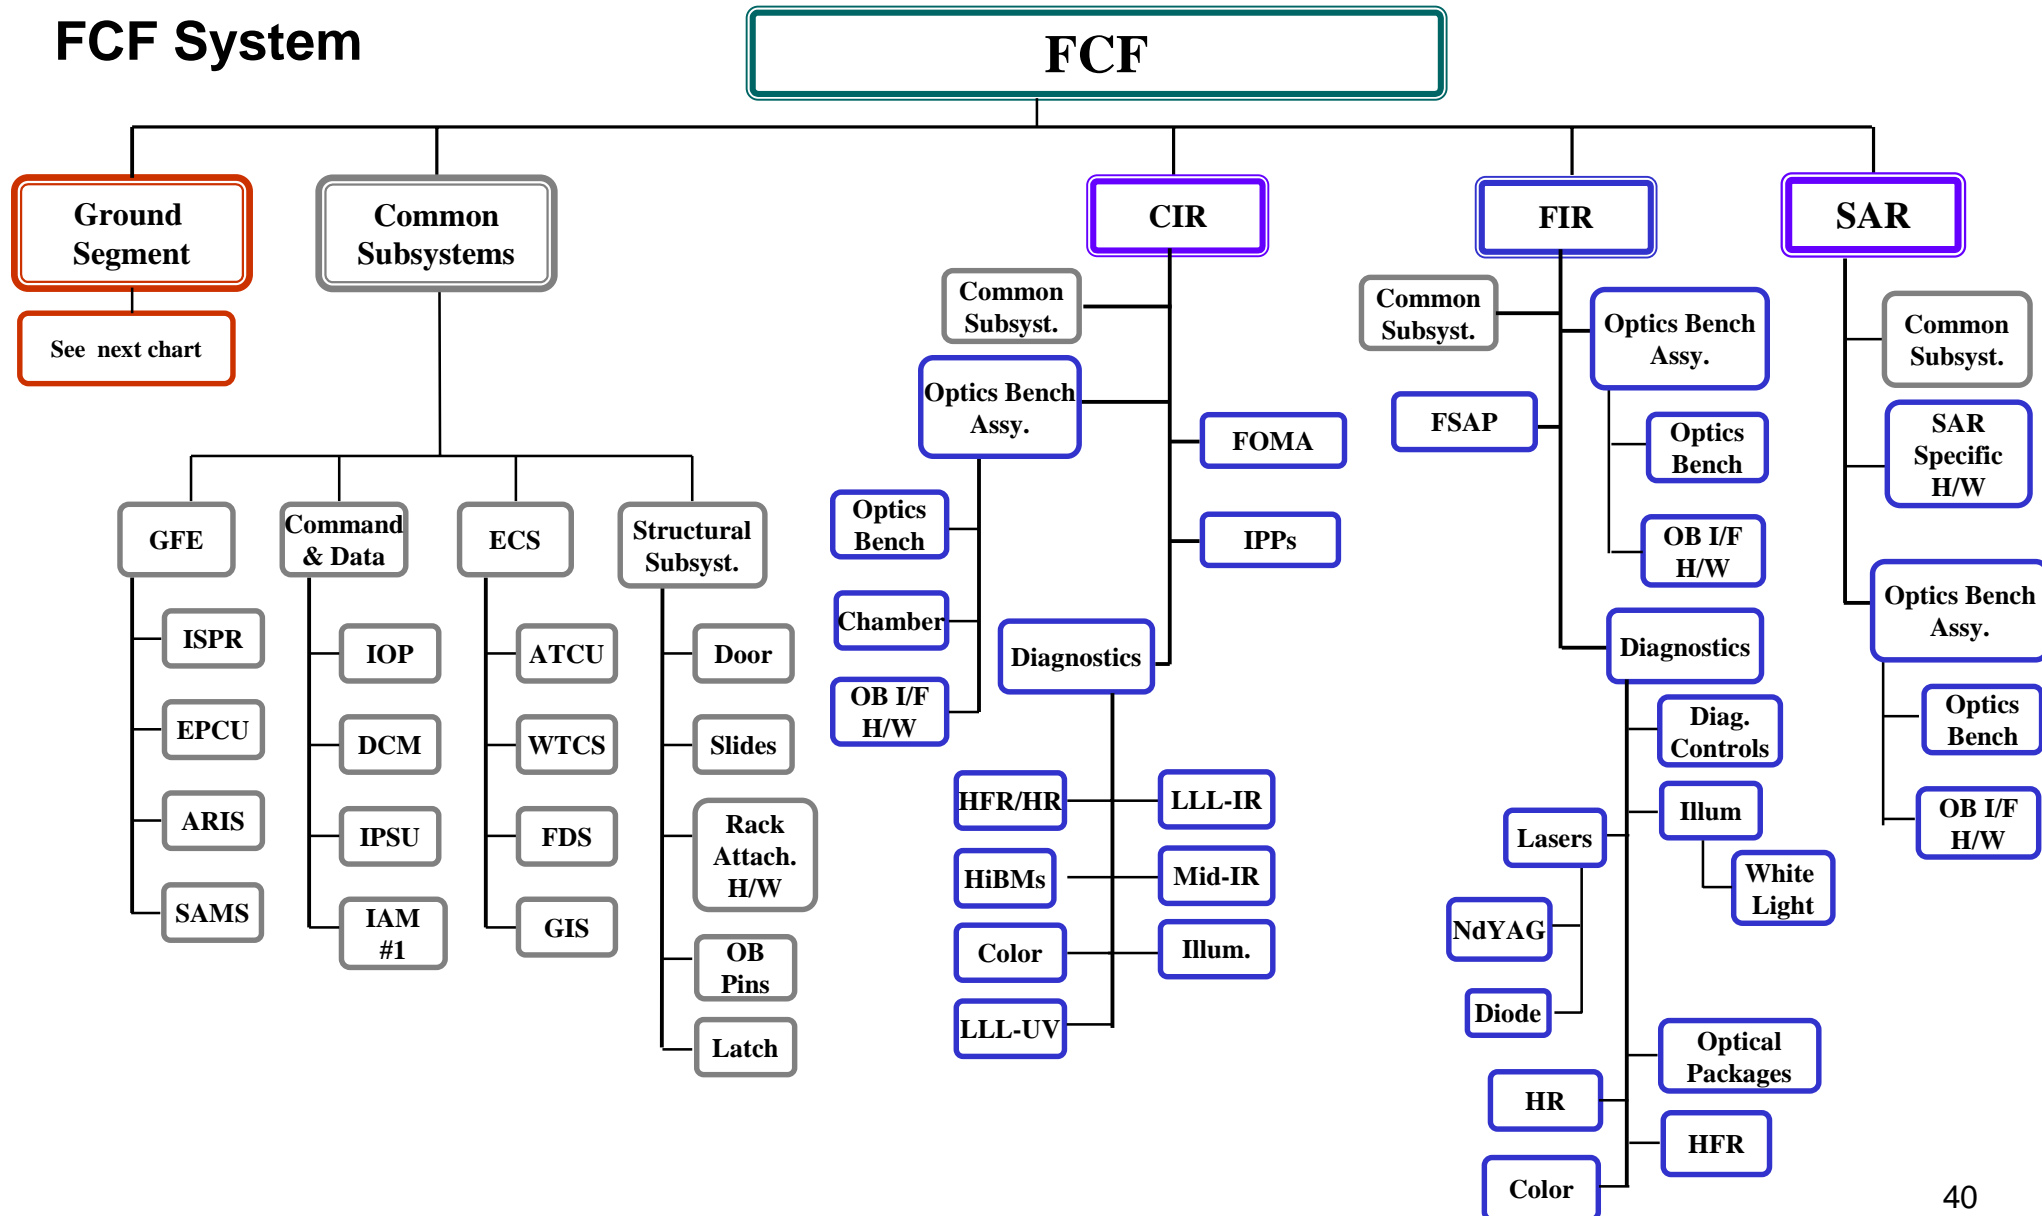 FCF System
FCF
Ground
Segment
See next chart
Common
Subsystems
GFE
ISPR
EPCU
ARIS
SAMS
Command
& Data
IOP
DCM
IPSU
IAM
#1
ECS
ATCU
WTCS
FDS
GIS
Structural
Subsyst.
Door
Slides
Rack
Attach.
H/W
OB
Pins
Latch
CIR
Common
Subsyst.
Optics Bench
Assy.
Optics
Bench
Chamber
OB I/F
H/W
FOMA
IPPs
Diagnostics
HFR/HR
LLL-IR
HiBMs
Mid-IR
Color
Illum.
LLL-UV
FIR
Common
Subsyst.
Optics Bench
Assy.
Optics
Bench
OB I/F
H/W
FSAP
Diagnostics
Diag.
Controls
Illum
White
Light
Lasers
NdYAG
Diode
Optical
Packages
HR
HFR
Color
SAR
Common
Subsyst.
SAR
Specific
H/W
Optics Bench
Assy.
Optics
Bench
OB I/F
H/W
40